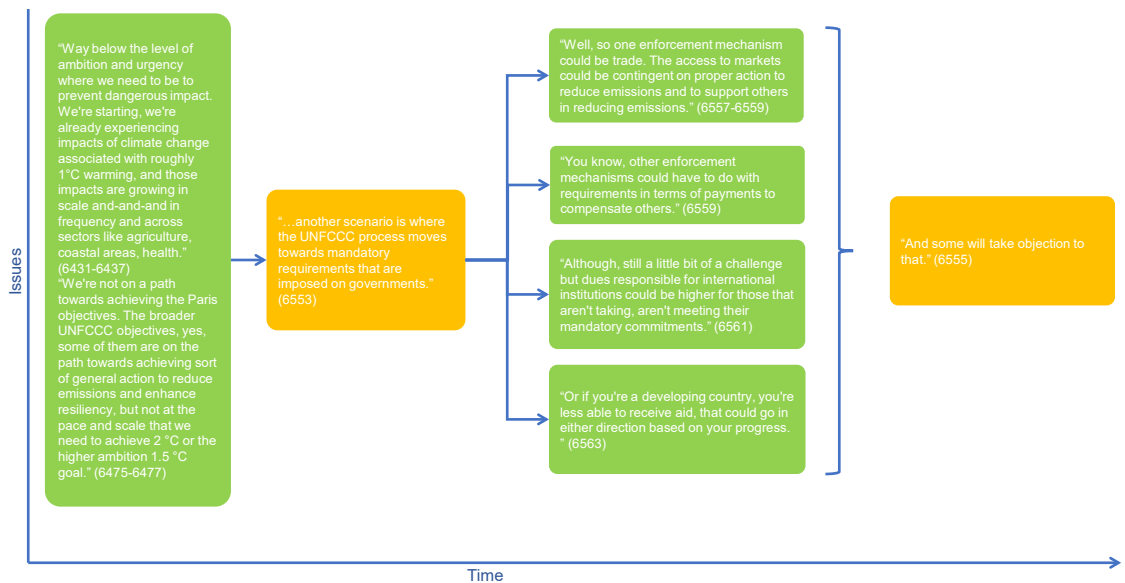 “Way below the level of
ambition and urgency
where we need to be to
prevent dangerous impact.
We're starting, we're
already experiencing
impacts of climate change
associated with roughly
1°C warming, and those
impacts are growing in
scale and-and-and in
frequency and across
sectors like agriculture,
coastal areas, health.”
(6431-6437)
“We're not on a path
towards achieving the Paris
objectives. The broader
UNFCCC objectives, yes,
some of them are on the
path towards achieving sort
of general action to reduce
emissions and enhance
resiliency, but not at the
pace and scale that we
need to achieve 2 °C or the
higher ambition 1.5 °C
goal.” (6475-6477)
“…another scenario is where
the UNFCCC process moves
towards mandatory
requirements that are
imposed on governments.”
(6553)
“Well, so one enforcement mechanism
could be trade. The access to markets
could be contingent on proper action to
reduce emissions and to support others
in reducing emissions.” (6557-6559)
“You know, other enforcement
mechanisms could have to do with
requirements in terms of payments to
compensate others.” (6559)
“Although, still a little bit of a challenge
but dues responsible for international
institutions could be higher for those that
aren't taking, aren't meeting their
mandatory commitments.” (6561)
“Or if you're a developing country, you're
less able to receive aid, that could go in
either direction based on your progress.
” (6563)
“And some will take objection to
that.” (6555)
Issues
Time